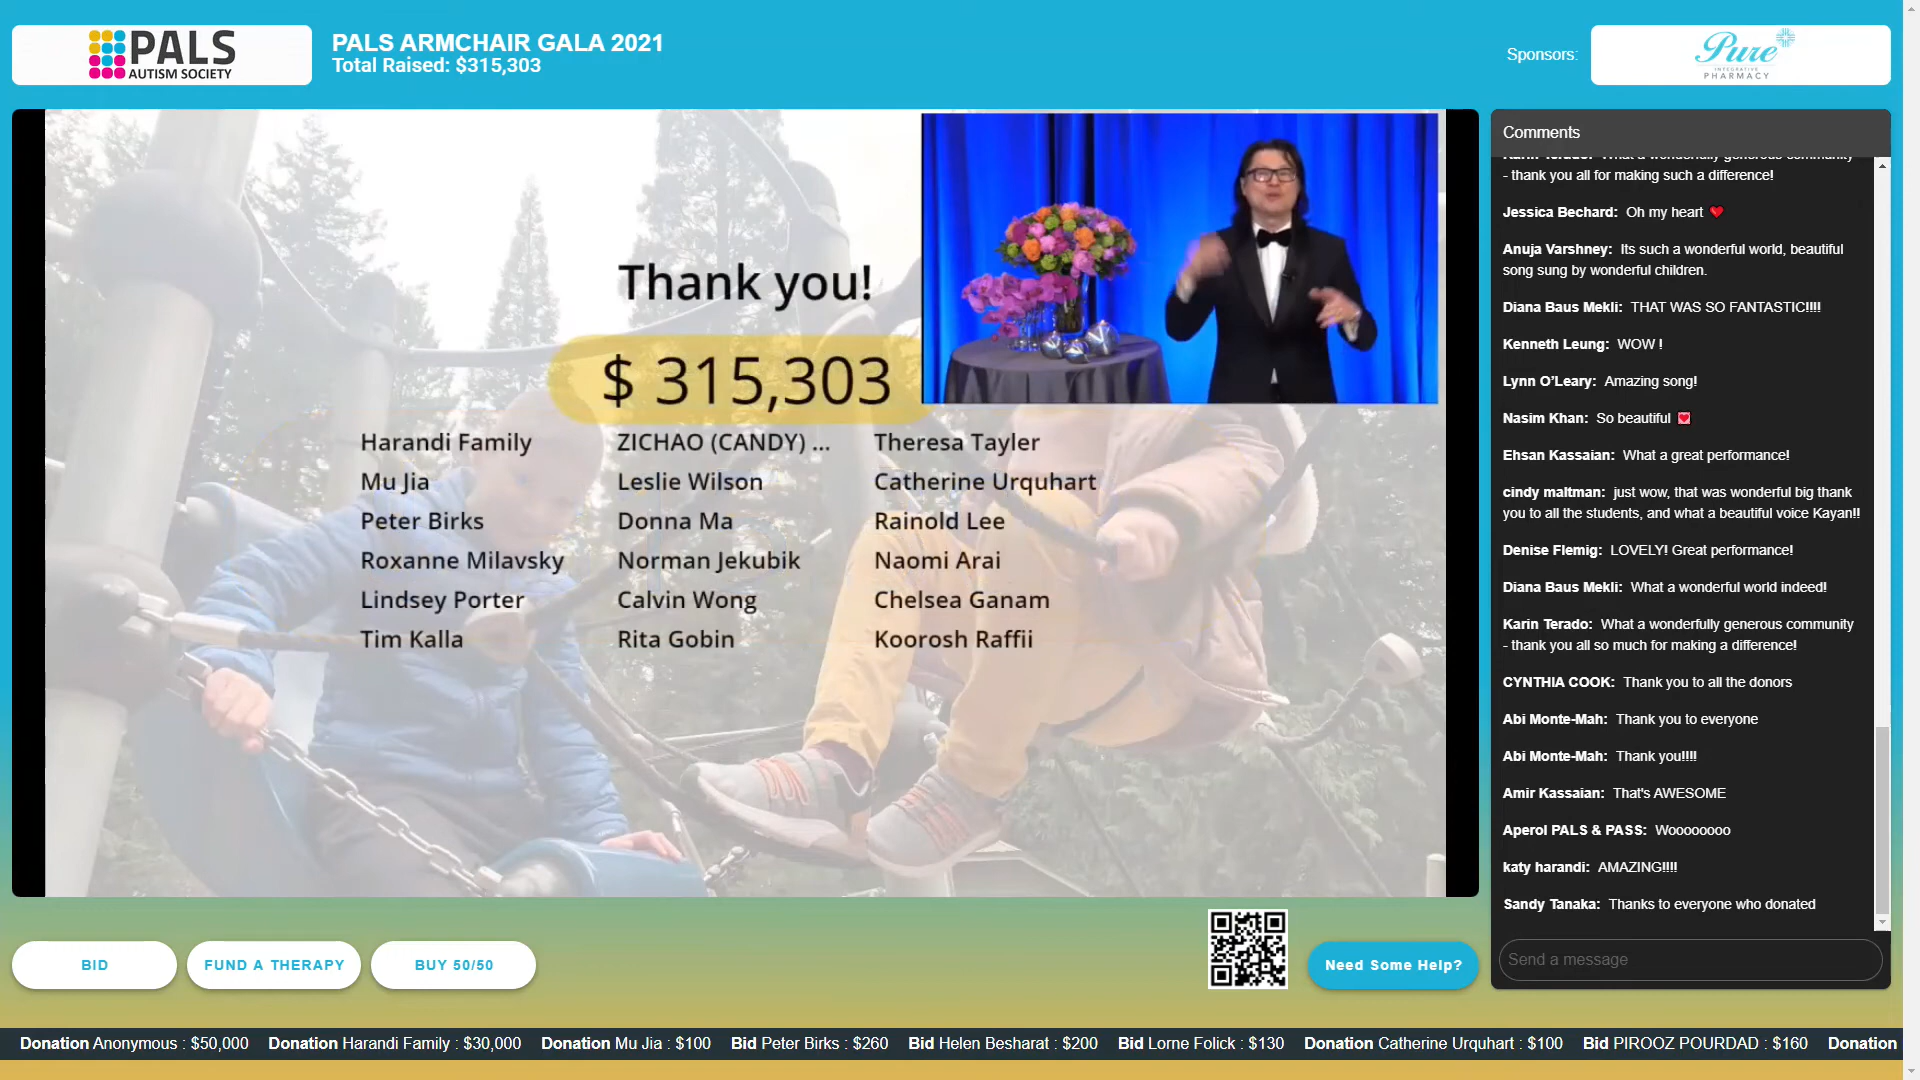 PALS
AUTISM SOCIETY
PALS ARMCHAIR GALA 2021
Total Raised: $315,303
Sponsors:
Pure
INTEGRATIVE
PHARMACY
Thank you!
$ 315,303
Harandi Family
ZICHAO (CANDY) ...
Theresa Tayler
Mu Jia
Leslie Wilson
Catherine Urquhart
Peter Birks
Donna Ma
Rainold Lee
Roxanne Milavsky
Norman Jekubik
Naomi Arai
Lindsey Porter
Calvin Wong
Chelsea Ganam
Tim Kalla
Rita Gobin
Koorosh Raffii
Comments
Karin Terado: What a wonderfully generous community
- thank you all for making such a difference!
Jessica Bechard: Oh my heart ❤️
Anuja Varshney: Its such a wonderful world, beautiful
song sung by wonderful children.
Diana Baus Mekli: THAT WAS SO FANTASTIC!!!!
Kenneth Leung: WOW !
Lynn O’Leary: Amazing song!
Nasim Khan: So beautiful 💟
Ehsan Kassaian: What a great performance!
cindy maltman: just wow, that was wonderful big thank
you to all the students, and what a beautiful voice Kayan!!
Denise Flemig: LOVELY! Great performance!
Diana Baus Mekli: What a wonderful world indeed!
Karin Terado: What a wonderfully generous community
- thank you all so much for making a difference!
CYNTHIA COOK: Thank you to all the donors
Abi Monte-Mah: Thank you to everyone
Abi Monte-Mah: Thank you!!!!
Amir Kassaian: That's AWESOME
Aperol PALS & PASS: Woooooooo
katy harandi: AMAZING!!!!
Sandy Tanaka: Thanks to everyone who donated
Send a message
BID
FUND A THERAPY
BUY 50/50
Need Some Help?
Donation Anonymous : $50,000 Donation Harandi Family : $30,000 Donation Mu Jia : $100 Bid Peter Birks : $260 Bid Helen Besharat : $200 Bid Lorne Folick : $130 Donation Catherine Urquhart : $100 Bid PIROOZ POURDAD : $160 Donation